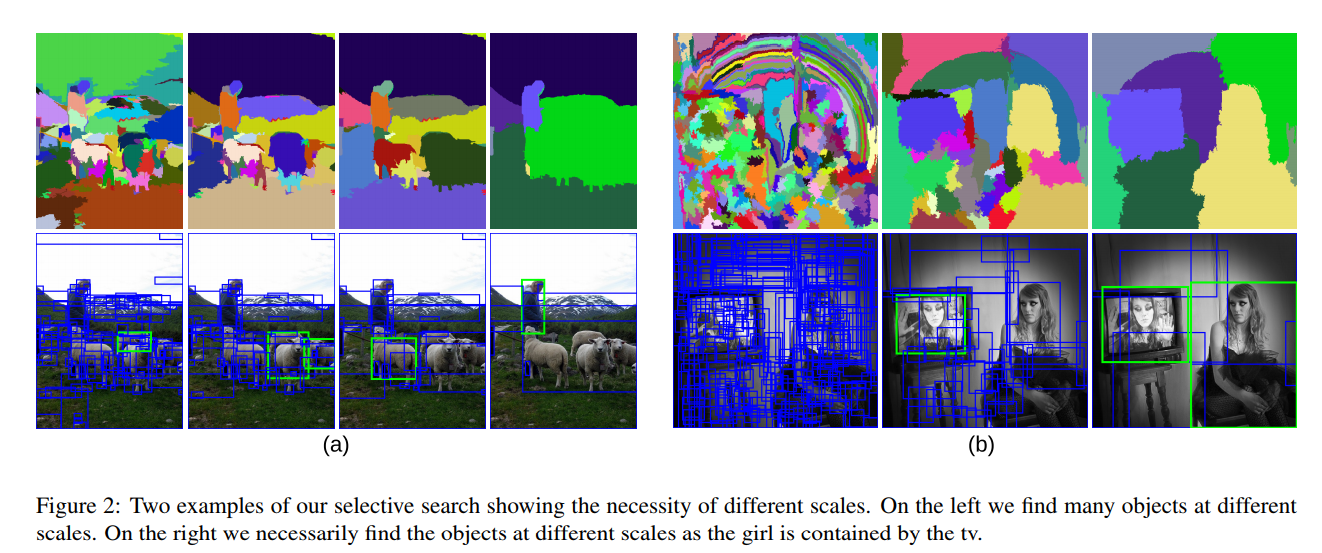 (a)
(b)
Figure 2: Two examples of our selective search showing the necessity of different scales. On the left we find many objects at different
scales. On the right we necessarily find the objects at different scales as the girl is contained by the tv.